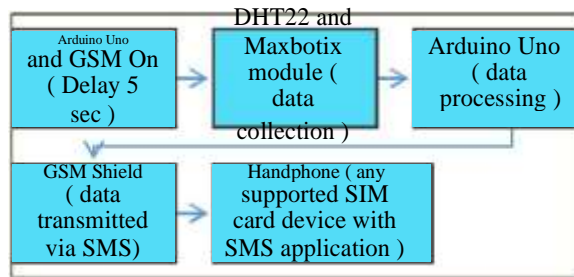 Arduino Uno
and GSM On
( Delay 5
sec )
DHT22 and
Maxbotix
module (
data
collection )
Arduino Uno
( data
processing )
GSM Shield
( data
transmitted
via SMS)
Handphone ( any
supported SIM
card device with
SMS application )